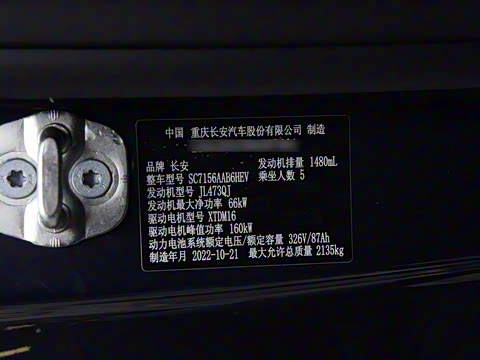 中国 重庆长安汽车股份有限公司 制造
品牌 长安 发动机排量 1480mL
整车型号 SC7156AAB6HEV 乘坐人数 5
发动机型号 JL473QJ
发动机最大净功率 66kW
驱动电机型号 XTDM16
驱动电机峰值功率 160kW
动力电池系统额定电压/额定容量 326V/87Ah
制造年月 2022-10-21 最大允许总质量 2135kg